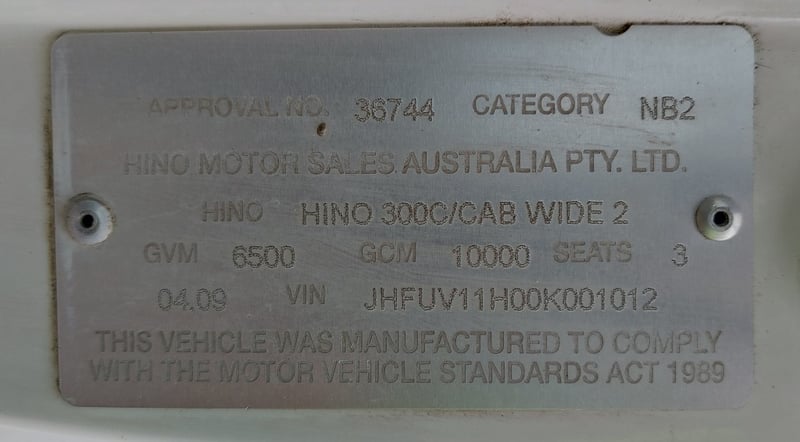 APPROVAL NO. 36744 CATEGORY NB2
HINO MOTOR SALES AUSTRALIA PTY. LTD.
HINO HINO 300C/CAB WIDE 2
GVM 6500 GCM 10000 SEATS 3
04.09 VIN JHFUV11H00K001012
THIS VEHICLE WAS MANUFACTURED TO COMPLY
WITH THE MOTOR VEHICLE STANDARDS ACT 1989